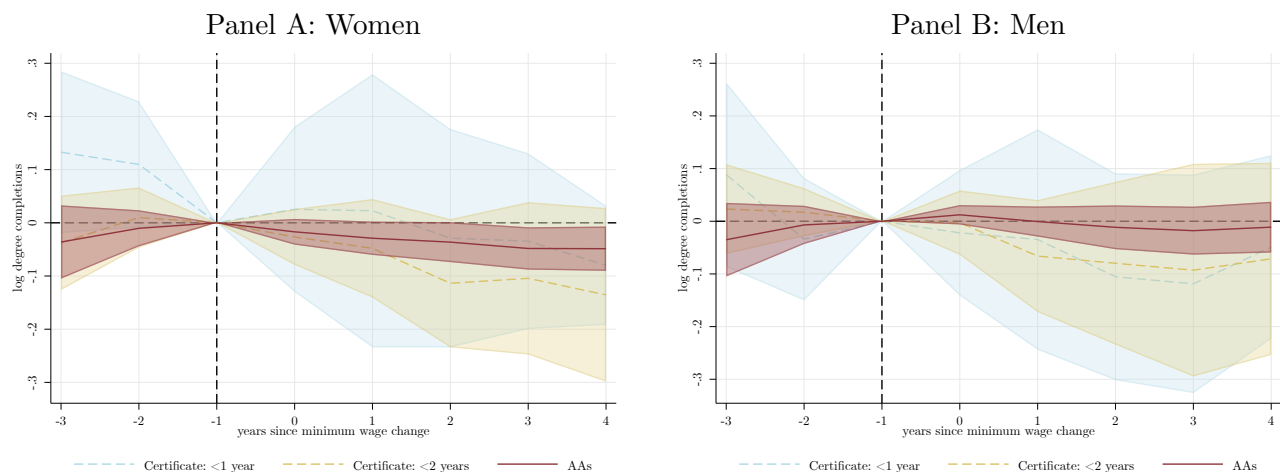 Panel A: Women
.3
.2
.1
0
-.1
-.2
-.3
log degree completions
-3 -2 -1 0 1 2 3 4
years since minimum wage change
Certificate: <1 year Certificate: <2 years AAs
Panel B: Men
.3
.2
.1
0
-.1
-.2
-.3
log degree completions
-3 -2 -1 0 1 2 3 4
years since minimum wage change
Certificate: <1 year Certificate: <2 years AAs